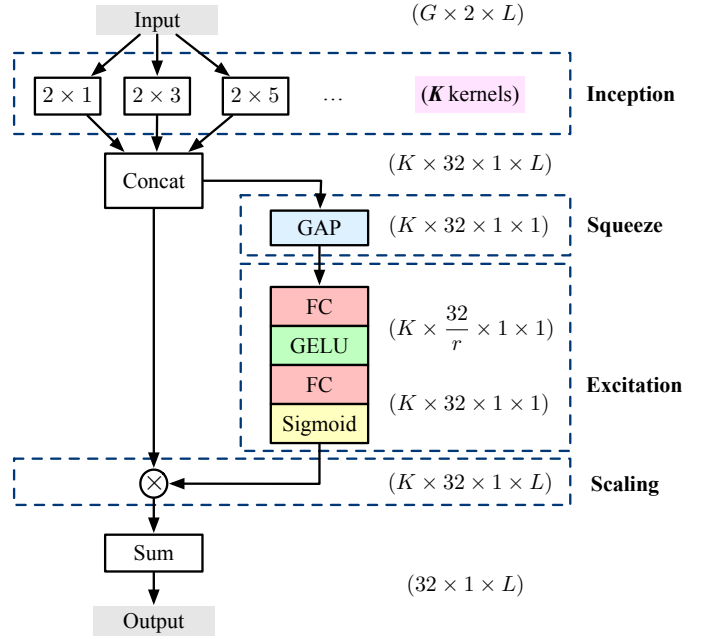 Input
(G × 2 × L)
2 × 1
2 × 3
2 × 5
...
(K kernels)
Inception
Concat
(K × 32 × 1 × L)
GAP
(K × 32 × 1 × 1)
Squeeze
FC
(K × 32/r × 1 × 1)
GELU
FC
(K × 32 × 1 × 1)
Excitation
Sigmoid
×
(K × 32 × 1 × L)
Scaling
Sum
(32 × 1 × L)
Output